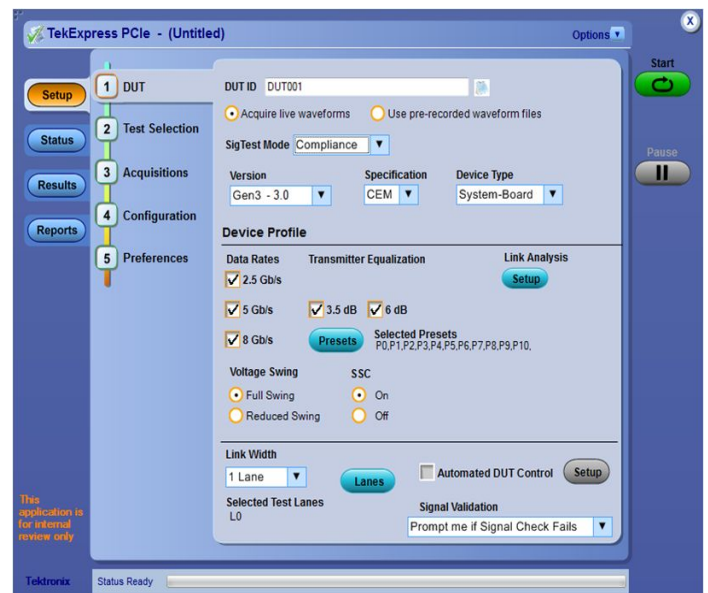 TekExpress PCIe - (Untitled)
Options
x
Start
Setup
Status
Results
Reports
Pause
1 DUT
2 Test Selection
3 Acquisitions
4 Configuration
5 Preferences
DUT ID DUT001
Acquire live waveforms Use pre-recorded waveform files
SigTest Mode Compliance
Version Specification Device Type
Gen3 - 3.0 CEM System-Board
Device Profile
Data Rates Transmitter Equalization Link Analysis
2.5 Gb/s Setup
5 Gb/s 3.5 dB 6 dB
8 Gb/s Presets Selected Presets
P0,P1,P2,P3,P4,P5,P6,P7,P8,P9,P10,
Voltage Swing SSC
Full Swing On
Reduced Swing Off
Link Width
1 Lane Lanes Automated DUT Control Setup
Selected Test Lanes Signal Validation
L0
Prompt me if Signal Check Fails
This
application is
for internal
review only
Tektronix Status Ready